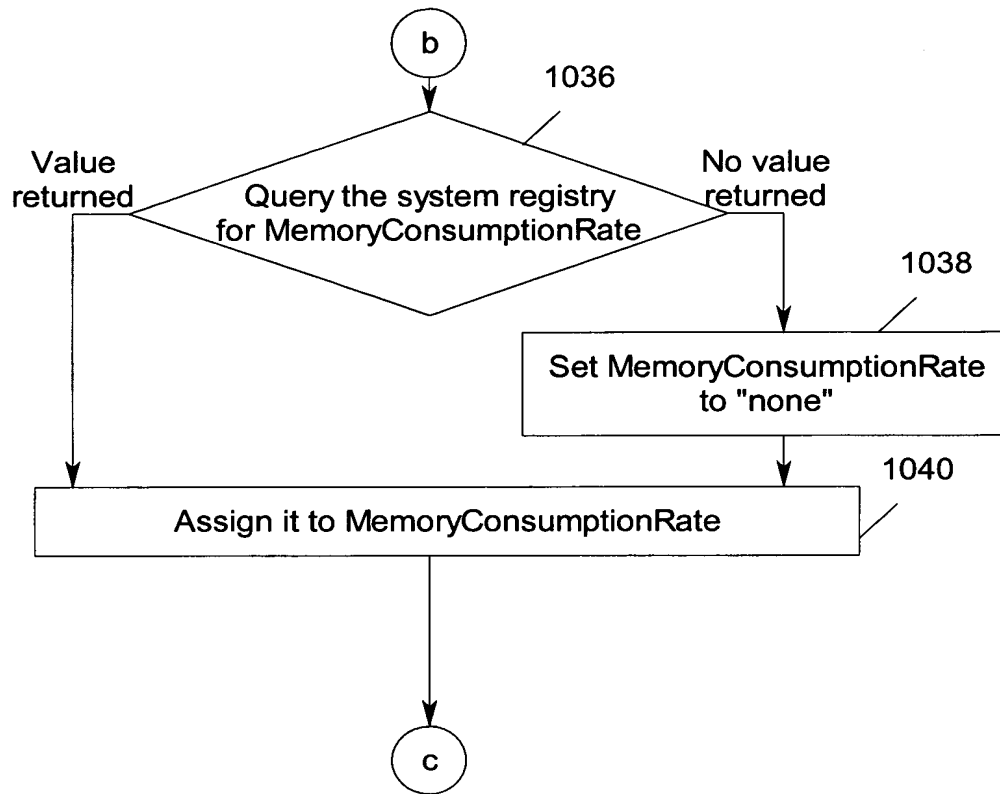 b
1036
Value
returned
No value
returned
Query the system registry
for MemoryConsumptionRate
1038
Set MemoryConsumptionRate
to "none"
1040
Assign it to MemoryConsumptionRate
c